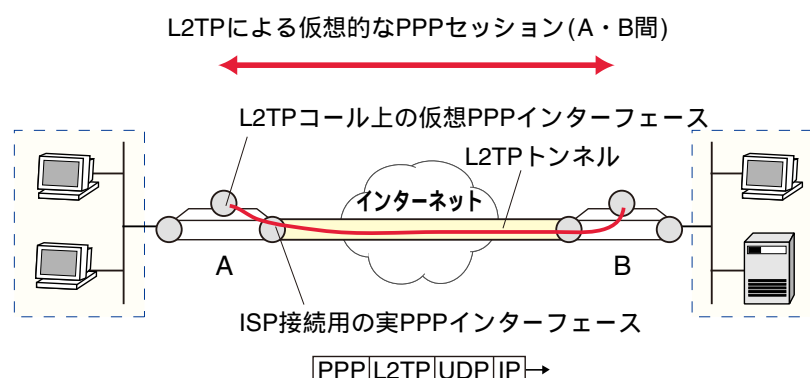 L2TPによる仮想的なPPPセッション(A・B間)
L2TPコール上の仮想PPPインターフェース
L2TPトンネル
インターネット
A
B
ISP接続用の実PPPインターフェース
PPP L2TP UDP IP